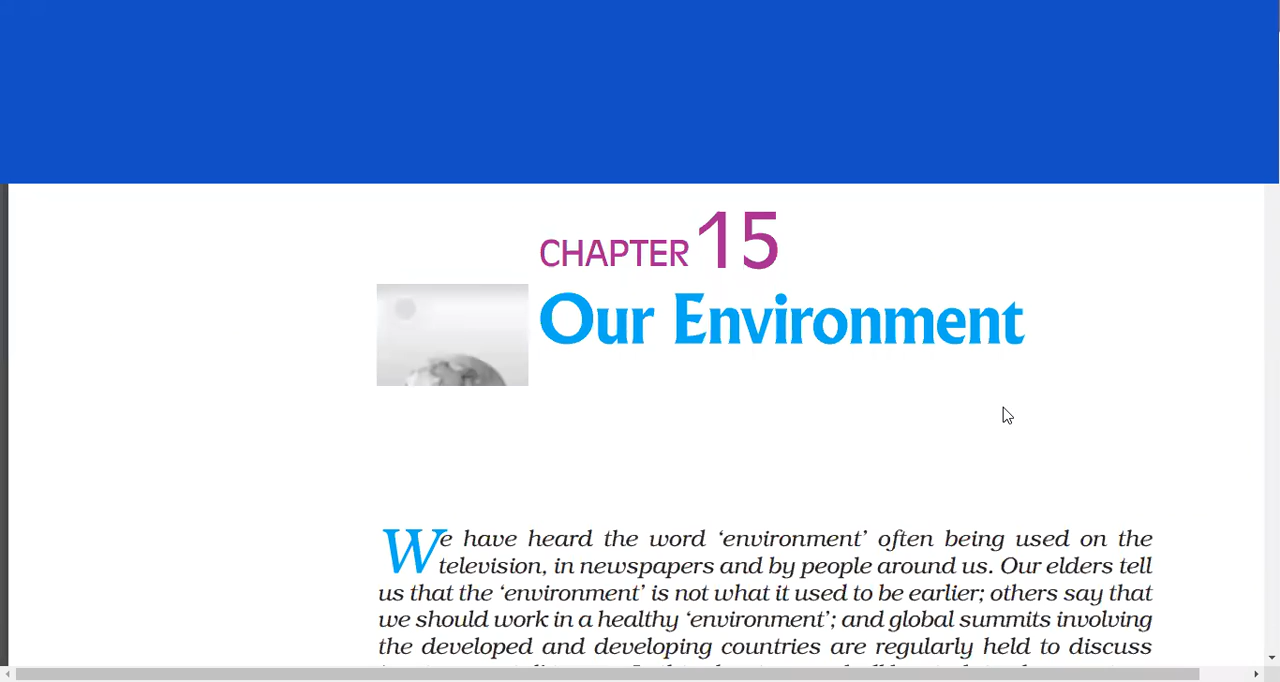 CHAPTER 15
Our Environment
We have heard the word ‘environment’ often being used on the
television, in newspapers and by people around us. Our elders tell
us that the ‘environment’ is not what it used to be earlier; others say that
we should work in a healthy ‘environment’; and global summits involving
the developed and developing countries are regularly held to discuss